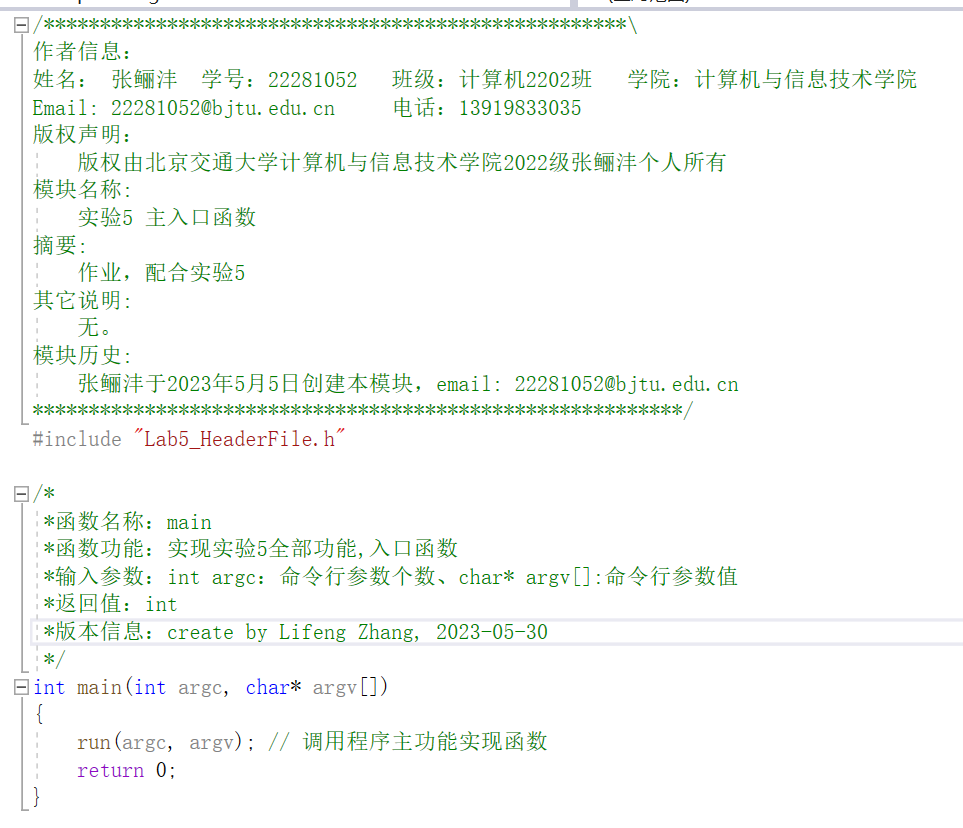 /****************************************************\
作者信息：
姓名： 张鲡沣 学号：22281052 班级：计算机2202班 学院：计算机与信息技术学院
Email: 22281052@bjtu.edu.cn 电话：13919833035
版权声明：
版权由北京交通大学计算机与信息技术学院2022级张鲡沣个人所有
模块名称:
实验5 主入口函数
摘要:
作业，配合实验5
其它说明:
无。
模块历史:
张鲡沣于2023年5月5日创建本模块，email: 22281052@bjtu.edu.cn
**********************************************************/
#include "Lab5_HeaderFile.h"
/*
*函数名称：main
*函数功能：实现实验5全部功能,入口函数
*输入参数：int argc：命令行参数个数、char* argv[]:命令行参数值
*返回值：int
*版本信息：create by Lifeng Zhang, 2023-05-30
*/
int main(int argc, char* argv[])
{
run(argc, argv); // 调用程序主功能实现函数
return 0;
}